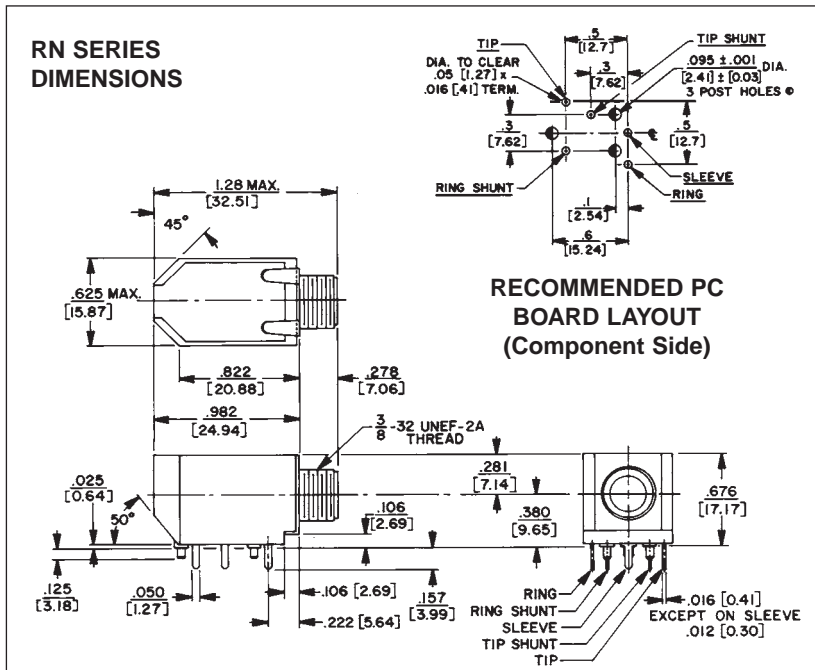 RN SERIES
DIMENSIONS
TIP
.5
[12.7]
TIP SHUNT
DIA. TO CLEAR
.05 [1.27] x
.016 [.41] TERM.
.3
[7.62]
.095 ±.001 DIA.
[2.41] ± [0.03]
3 POST HOLES
.3
[7.62]
.5
[12.7]
SLEEVE
RING SHUNT
RING
.1
[2.54]
.6
[15.24]
1.28 MAX.
[32.51]
45°
.625 MAX.
[15.87]
RECOMMENDED PC
BOARD LAYOUT
(Component Side)
.822
[20.88]
.278
[7.06]
.982
[24.94]
3/8-32 UNEF-2A
THREAD
.281
[7.14]
.025
[0.64]
.676
[17.17]
.380
[9.65]
50°
.106
[2.69]
.125
[3.18]
.050
[1.27]
.106 [2.69]
.157
[3.99]
.222 [5.64]
RING
RING SHUNT
SLEEVE
TIP SHUNT
TIP
.016 [0.41]
EXCEPT ON SLEEVE
.012 [0.30]